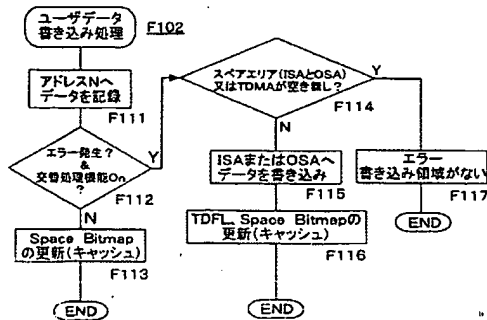 ユーザデータ
書き込み処理
F102
アドレスNへ
データを記録
F111
エラー発生?
&
交替処理機能On
?
F112
Y
N
Space Bitmap
の更新(キャッシュ)
F113
END
スペアエリア(ISAとOSA)
又はTDMAが空き無し?
F114
Y
N
ISAまたはOSAへ
データを書き込み
F115
TDFL、Space Bitmapの
更新(キャッシュ)
F116
END
エラー
書き込み領域がない
F117
END